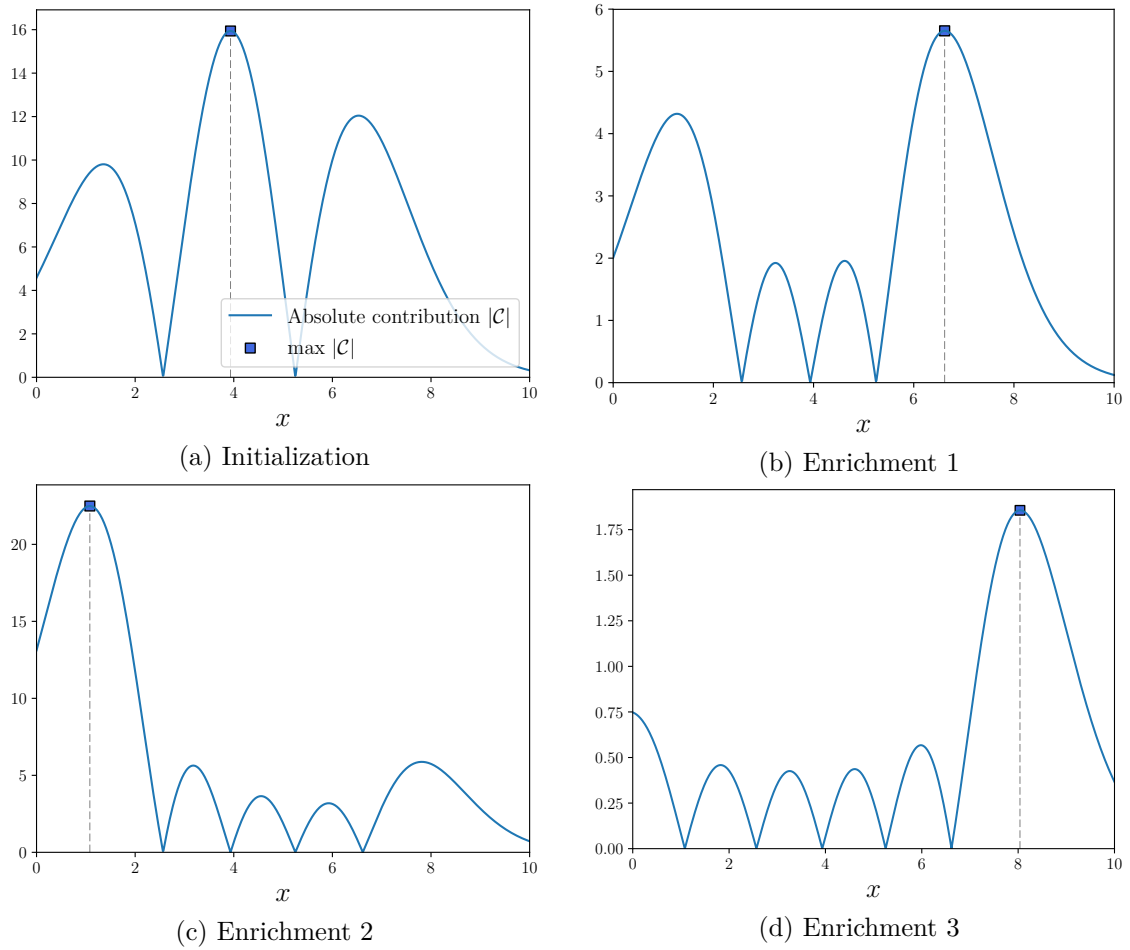 16
14
12
10
8
6
4
2
0
0 2 4 6 8 10
x
Absolute contribution |𝒞|
max |𝒞|
(a) Initialization
6
5
4
3
2
1
0
0 2 4 6 8 10
x
(b) Enrichment 1
20
15
10
5
0
0 2 4 6 8 10
x
(c) Enrichment 2
1.75
1.50
1.25
1.00
0.75
0.50
0.25
0.00
0 2 4 6 8 10
x
(d) Enrichment 3